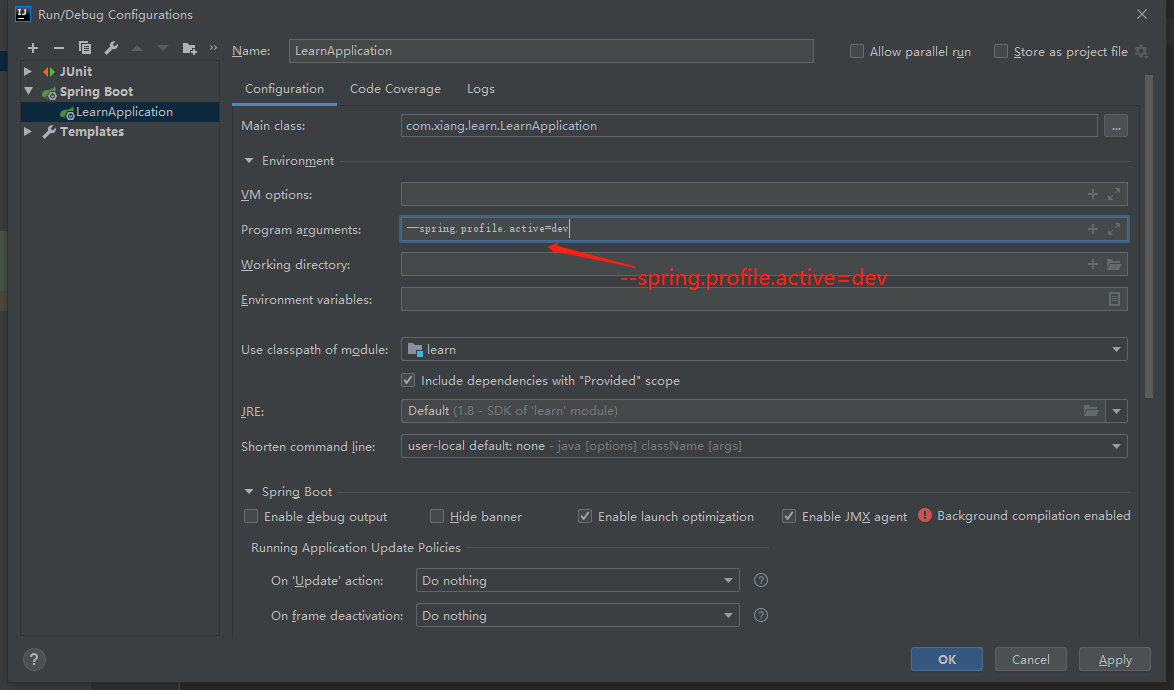 Run/Debug Configurations
Name: LearnApplication Allow parallel run Store as project file
JUnit
Spring Boot
LearnApplication
Templates
Configuration Code Coverage Logs
Main class: com.xiang.learn.LearnApplication ...
Environment
VM options:
Program arguments: --spring.profile.active=dev
--spring.profile.active=dev
Working directory:
Environment variables:
Use classpath of module: learn
Include dependencies with "Provided" scope
JRE: Default (1.8 - SDK of 'learn' module)
Shorten command line: user-local default: none - java [options] className [args]
Spring Boot
Enable debug output Hide banner Enable launch optimization Enable JMX agent Background compilation enabled
Running Application Update Policies
On 'Update' action: Do nothing ?
On frame deactivation: Do nothing ?
? OK Cancel Apply